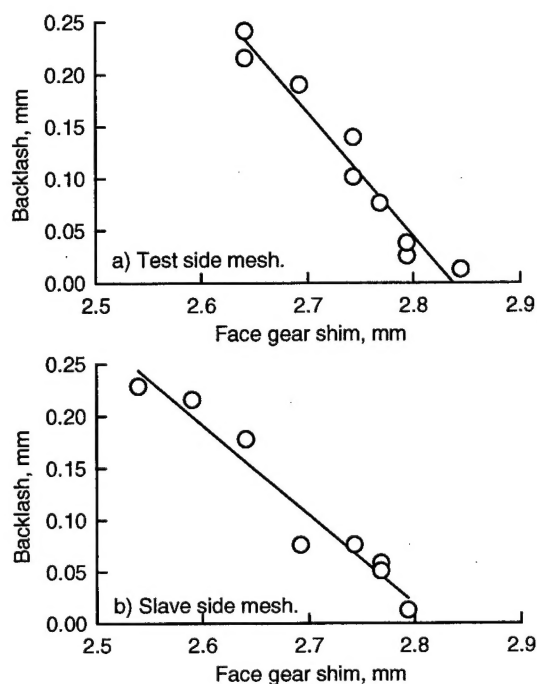 0.25
0.20
0.15
0.10
0.05
0.00
Backlash, mm
a) Test side mesh.
2.5 2.6 2.7 2.8 2.9
Face gear shim, mm
0.25
0.20
0.15
0.10
0.05
0.00
Backlash, mm
b) Slave side mesh.
2.5 2.6 2.7 2.8 2.9
Face gear shim, mm